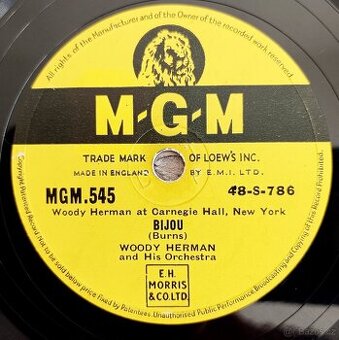 All rights of the Manufacturer and of the Owner of the Recorded Work reserved.
M-G-M
TRADE MARK OF LOEW'S INC.
MADE IN ENGLAND BY E.M.I. LTD.
MGM.545 48-S-786
Woody Herman at Carnegie Hall, New York
BIJOU
(Burns)
WOODY HERMAN
and His Orchestra
E.H.
MORRIS
& CO. LTD.